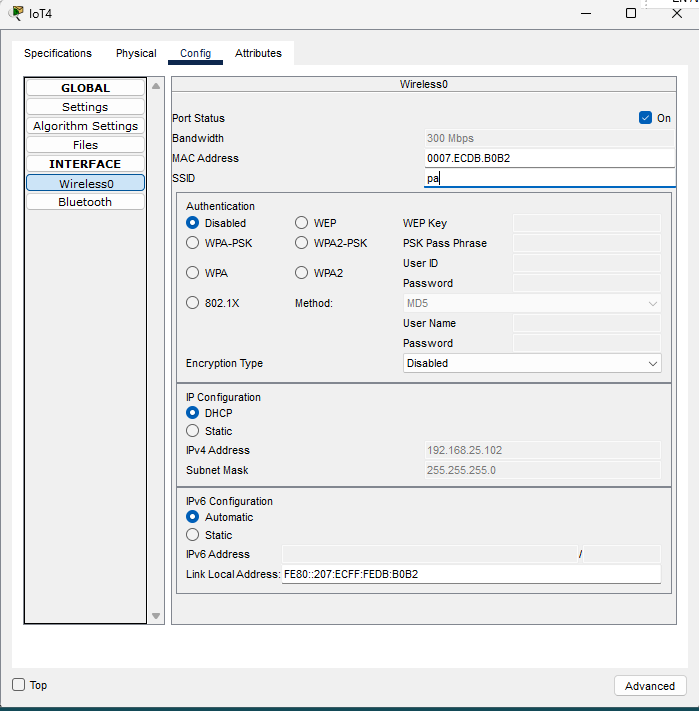 IoT4
Specifications Physical Config Attributes
GLOBAL
Settings
Algorithm Settings
Files
INTERFACE
Wireless0
Bluetooth
Wireless0
Port Status On
Bandwidth 300 Mbps
MAC Address 0007.ECDB.B0B2
SSID pa
Authentication
Disabled WEP WEP Key
WPA-PSK WPA2-PSK PSK Pass Phrase
User ID
WPA WPA2
Password
802.1X Method: MD5
User Name
Password
Encryption Type Disabled
IP Configuration
DHCP
Static
IPv4 Address 192.168.25.102
Subnet Mask 255.255.255.0
IPv6 Configuration
Automatic
Static
IPv6 Address /
Link Local Address: FE80::207:ECFF:FEDB:B0B2
Top Advanced